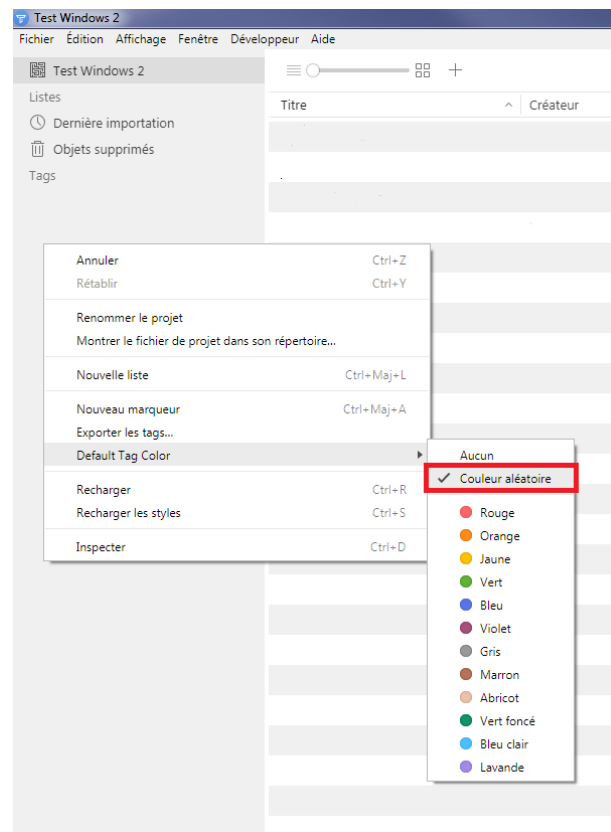 Test Windows 2
Fichier Édition Affichage Fenêtre Développeur Aide
Test Windows 2
Listes
Dernière importation
Objets supprimés
Tags
Titre Créateur
Annuler Ctrl+Z
Rétablir Ctrl+Y
Renommer le projet
Montrer le fichier de projet dans son répertoire...
Nouvelle liste Ctrl+Maj+L
Nouveau marqueur Ctrl+Maj+A
Exporter les tags...
Default Tag Color
Recharger Ctrl+R
Recharger les styles Ctrl+S
Inspecter Ctrl+D
Aucun
Couleur aléatoire
Rouge
Orange
Jaune
Vert
Bleu
Violet
Gris
Marron
Abricot
Vert foncé
Bleu clair
Lavande